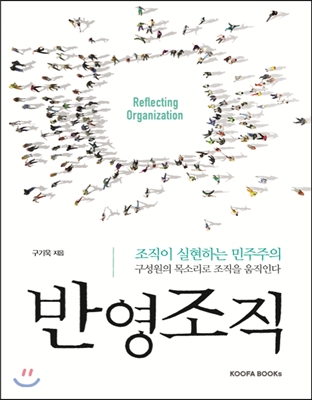 Reflecting
Organization
구기욱 지음
조직이 실현하는 민주주의
구성원의 목소리로 조직을 움직인다
반영조직
KOOFA BOOKs